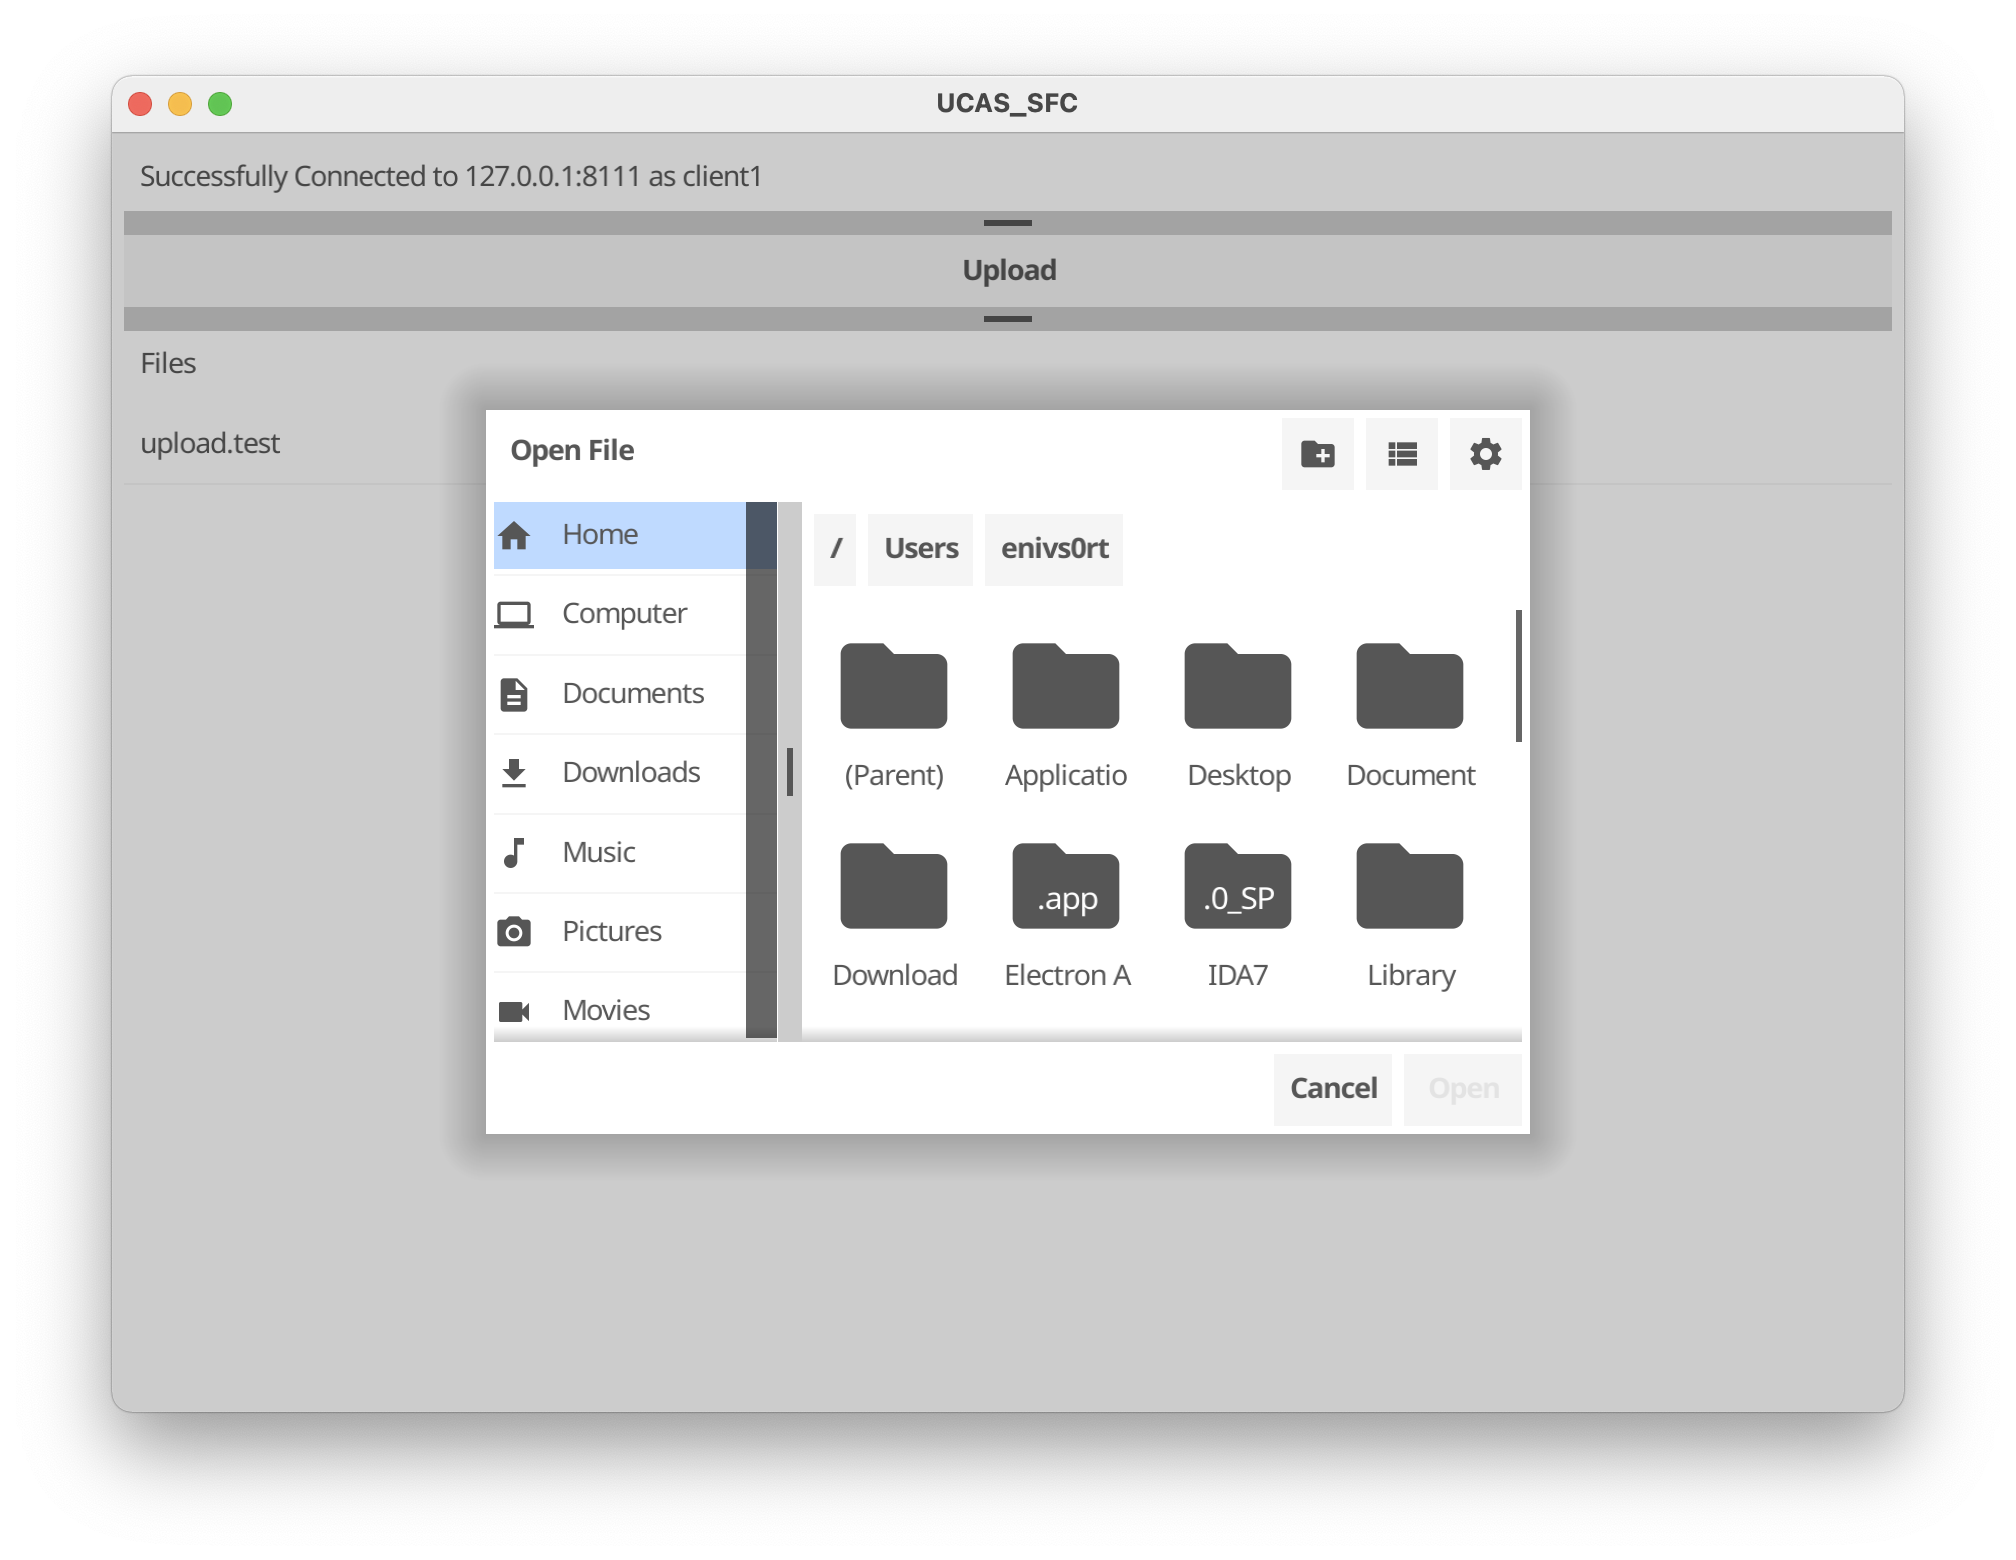 UCAS_SFC
Successfully Connected to 127.0.0.1:8111 as client1
Upload
Files
upload.test
Open File
Home
Computer
Documents
Downloads
Music
Pictures
Movies
/ Users enivs0rt
(Parent) Applicatio Desktop Document
.app .0_SP
Download Electron A IDA7 Library
Cancel Open